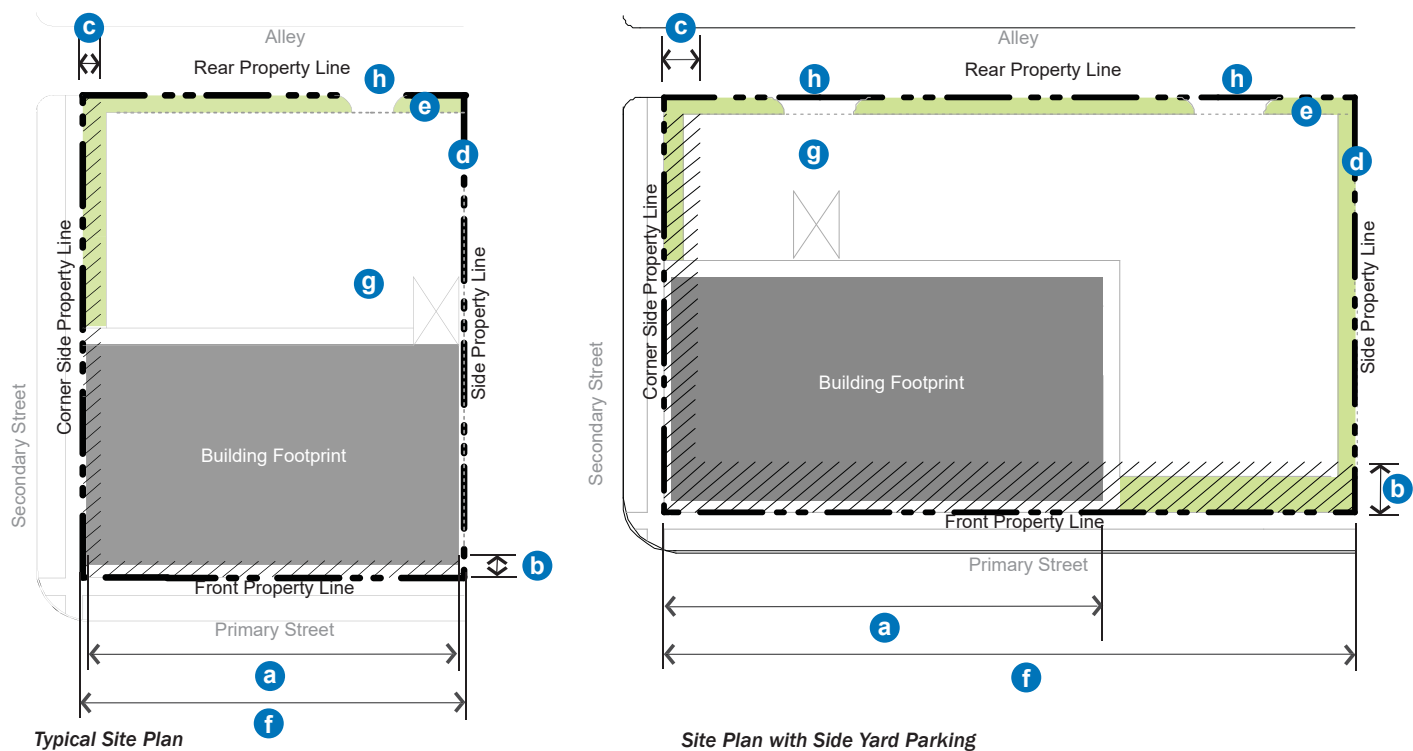 c
Alley
Rear Property Line
h
e
d
Corner Side Property Line
Side Property Line
g
Secondary Street
Building Footprint
b
Front Property Line
Primary Street
a
f
Typical Site Plan
c
Alley
Rear Property Line
h
h
e
d
g
Corner Side Property Line
Side Property Line
Secondary Street
Building Footprint
b
Front Property Line
Primary Street
a
f
Site Plan with Side Yard Parking